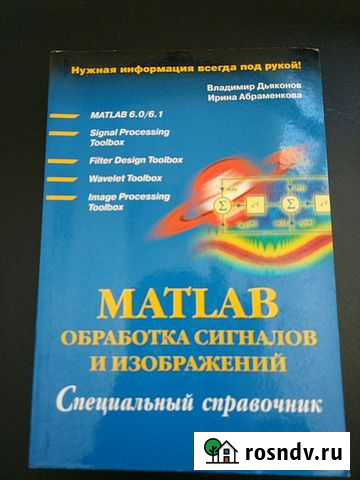 Нужная информация всегда под рукой!
Владимир Дьяконов
Ирина Абраменкова
MATLAB 6.0/6.1
Signal Processing
Toolbox
Filter Design Toolbox
Wavelet Toolbox
Image Processing
Toolbox
MATLAB
ОБРАБОТКА СИГНАЛОВ
И ИЗОБРАЖЕНИЙ
Специальный справочник
rosndv.ru